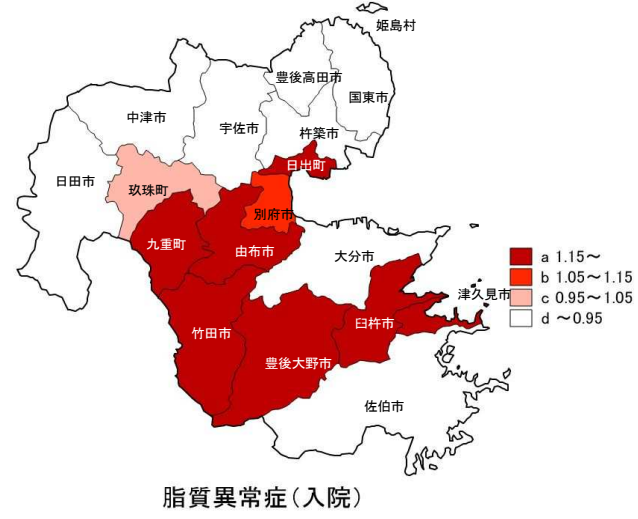 姫島村
豊後高田市
国東市
中津市
宇佐市
杵築市
日出町
日田市
玖珠町
別府市
九重町
由布市
大分市
a 1.15～
b 1.05～1.15
c 0.95～1.05
d ～0.95
津久見市
臼杵市
竹田市
豊後大野市
佐伯市
脂質異常症（入院）